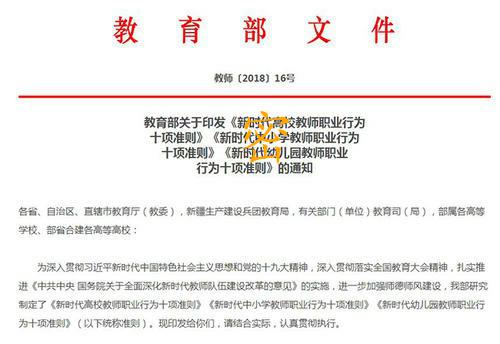 教育部文件
教师〔2018〕16号
教育部关于印发《新时代高校教师职业行为
十项准则》《新时代中小学教师职业行为
十项准则》《新时代幼儿园教师职业
行为十项准则》的通知
密
各省、自治区、直辖市教育厅（教委），新疆生产建设兵团教育局，有关部门（单位）教育司（局），部属各高等
学校、部省合建各高等高校：
为深入贯彻习近平新时代中国特色社会主义思想和党的十九大精神，深入贯彻落实全国教育大会精神，扎实推
进《中共中央 国务院关于全面深化新时代教师队伍建设改革的意见》的实施，进一步加强师德师风建设，我部研究
制定了《新时代高校教师职业行为十项准则》《新时代中小学教师职业行为十项准则》《新时代幼儿园教师职业行
为十项准则》（以下统称准则）。现印发给你们，请结合实际，认真贯彻执行。